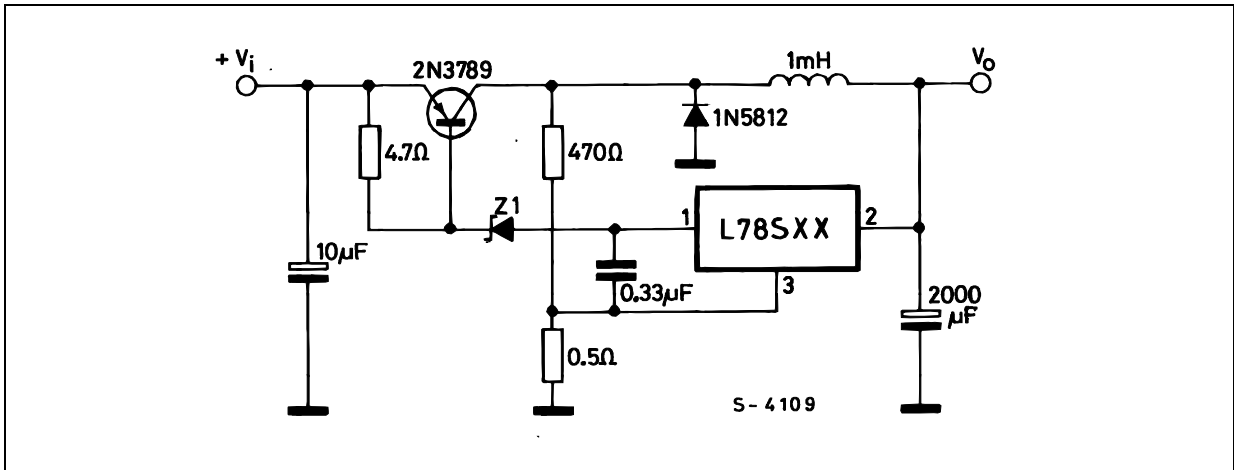 + Vi
2N3789
1mH
Vo
4.7Ω
470Ω
1N5812
Z1
1
L78SXX
2
10µF
0.33µF
3
2000
µF
0.5Ω
S-4109